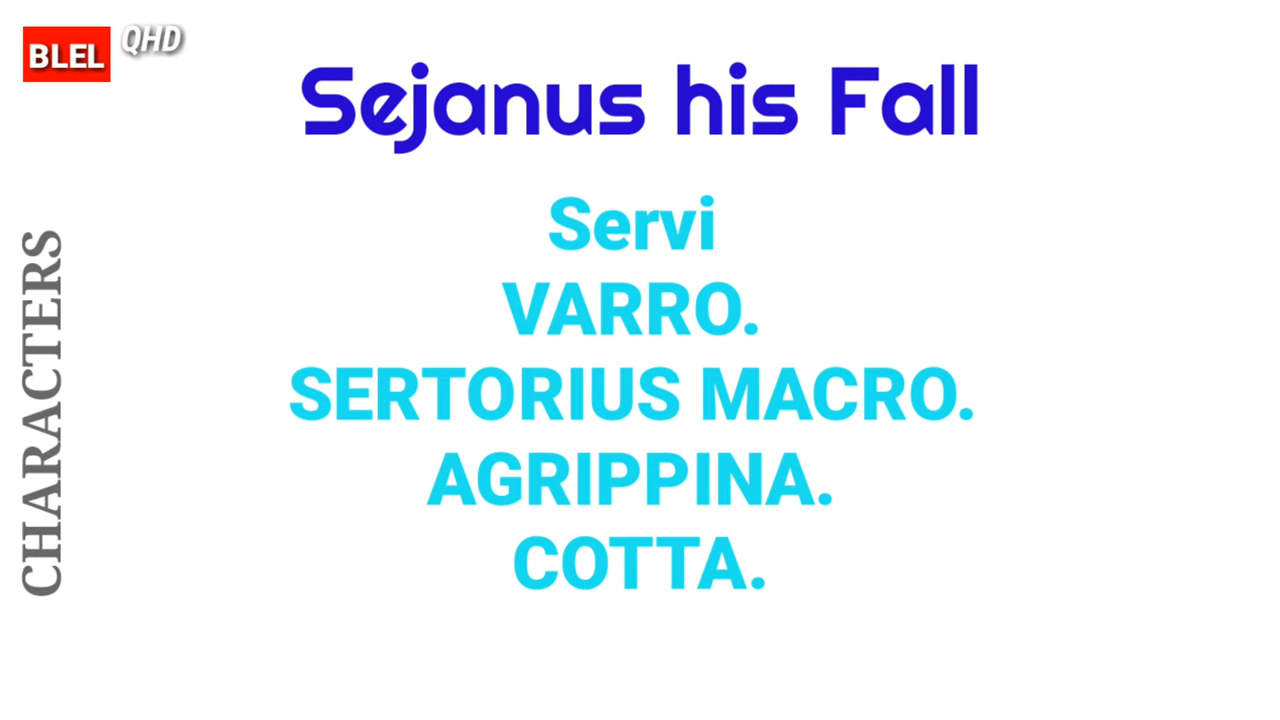 BLEL QHD
Sejanus his Fall
CHARACTERS
Servi
VARRO.
SERTORIUS MACRO.
AGRIPPINA.
COTTA.